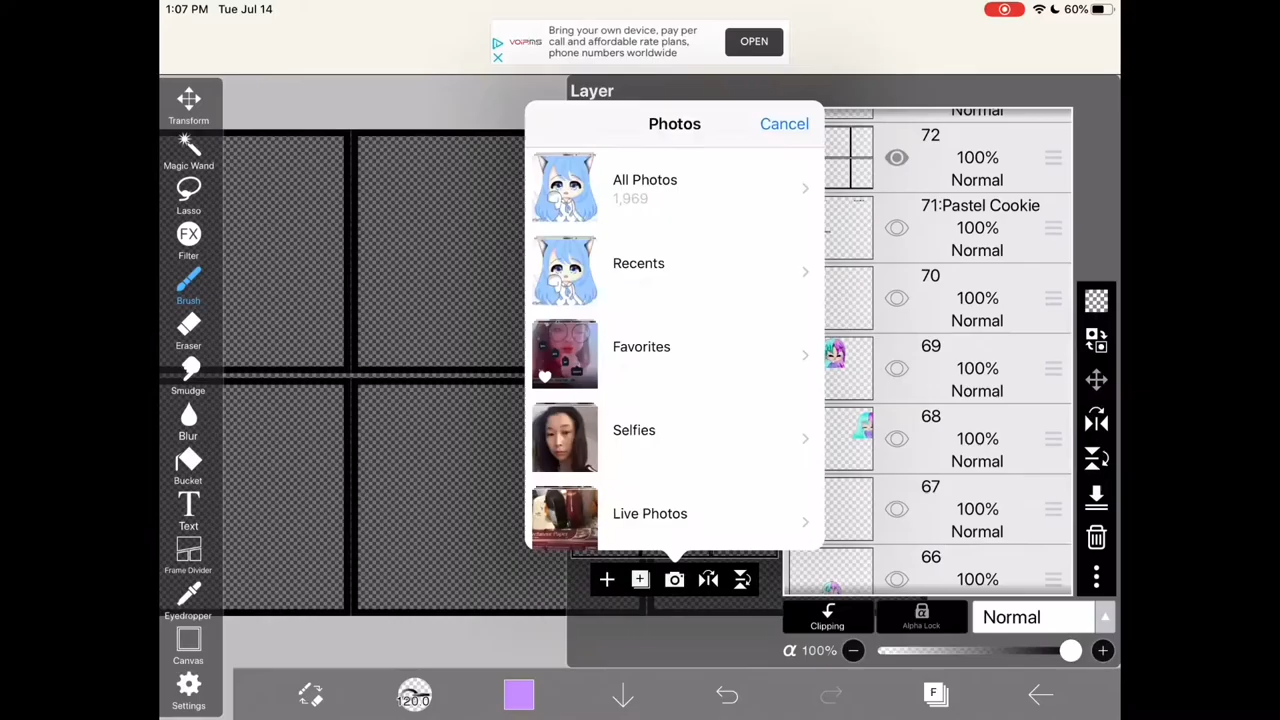 1:07 PM Tue Jul 14
60%
VOIPMS
Bring your own device, pay per
call and affordable rate plans,
phone numbers worldwide
OPEN
Layer
Transform
Magic Wand
Lasso
FX
Filter
Brush
Eraser
Smudge
Blur
Bucket
T
Text
Frame Divider
Eyedropper
Canvas
Settings
Photos
Cancel
All Photos
1,969
Recents
Favorites
Selfies
Live Photos
Normal
72
100%
Normal
71:Pastel Cookie
100%
Normal
70
100%
Normal
69
100%
Normal
68
100%
Normal
67
100%
Normal
66
100%
Clipping
Alpha Lock
Normal
α 100%
120.0
F